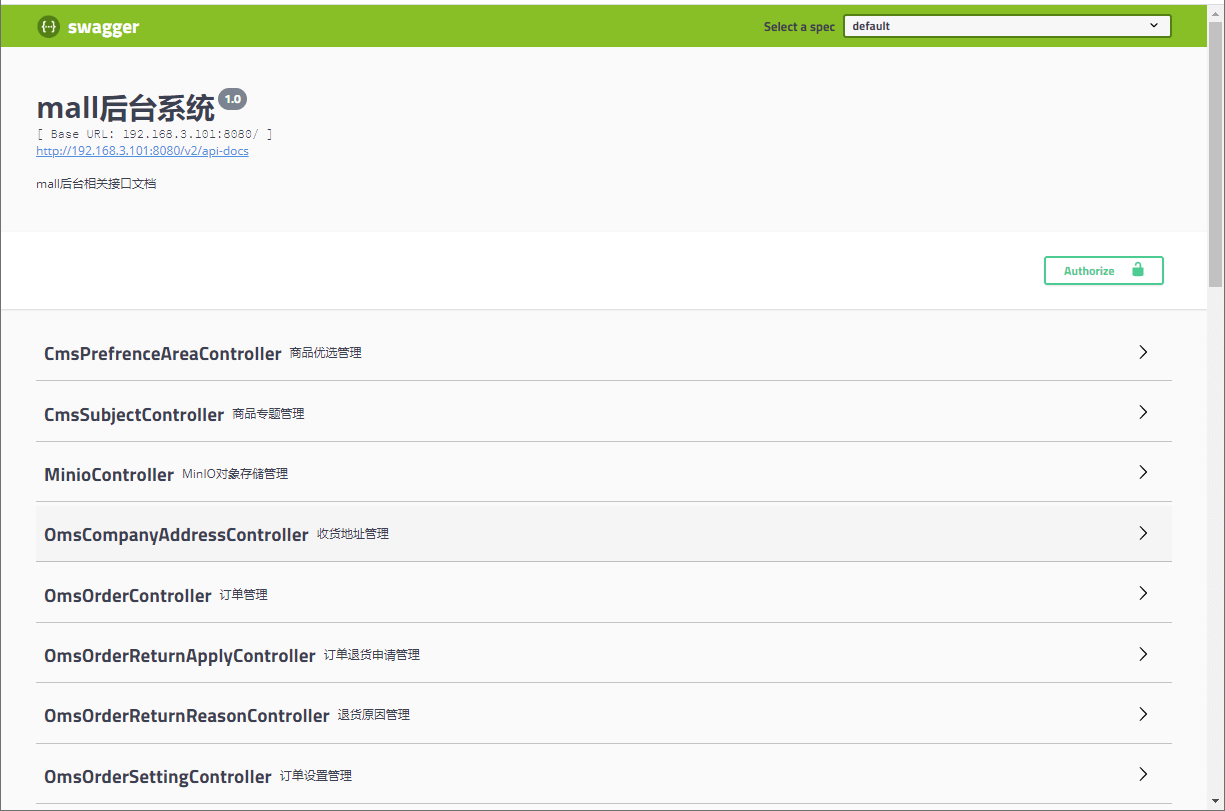 swagger
Select a spec default
mall后台系统 1.0
[ Base URL: 192.168.3.101:8080/ ]
http://192.168.3.101:8080/v2/api-docs
mall后台相关接口文档
Authorize
CmsPrefrenceAreaController 商品优选管理
CmsSubjectController 商品专题管理
MinioController MinIO对象存储管理
OmsCompanyAddressController 收货地址管理
OmsOrderController 订单管理
OmsOrderReturnApplyController 订单退货申请管理
OmsOrderReturnReasonController 退货原因管理
OmsOrderSettingController 订单设置管理